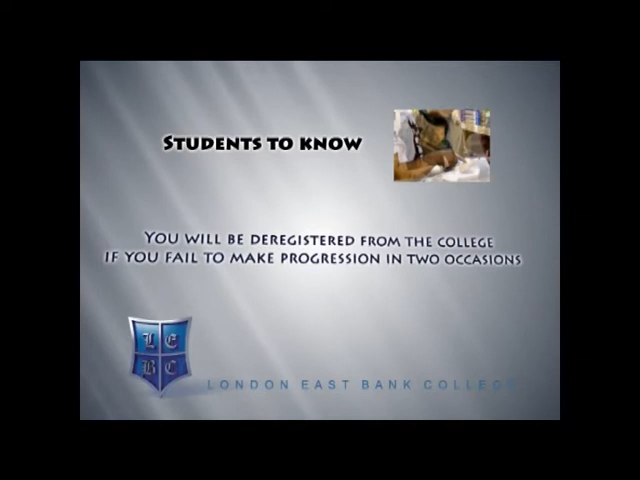 STUDENTS TO KNOW
YOU WILL BE DEREGISTERED FROM THE COLLEGE
IF YOU FAIL TO MAKE PROGRESSION IN TWO OCCASIONS
L E
B C
LONDON EAST BANK COLLEGE